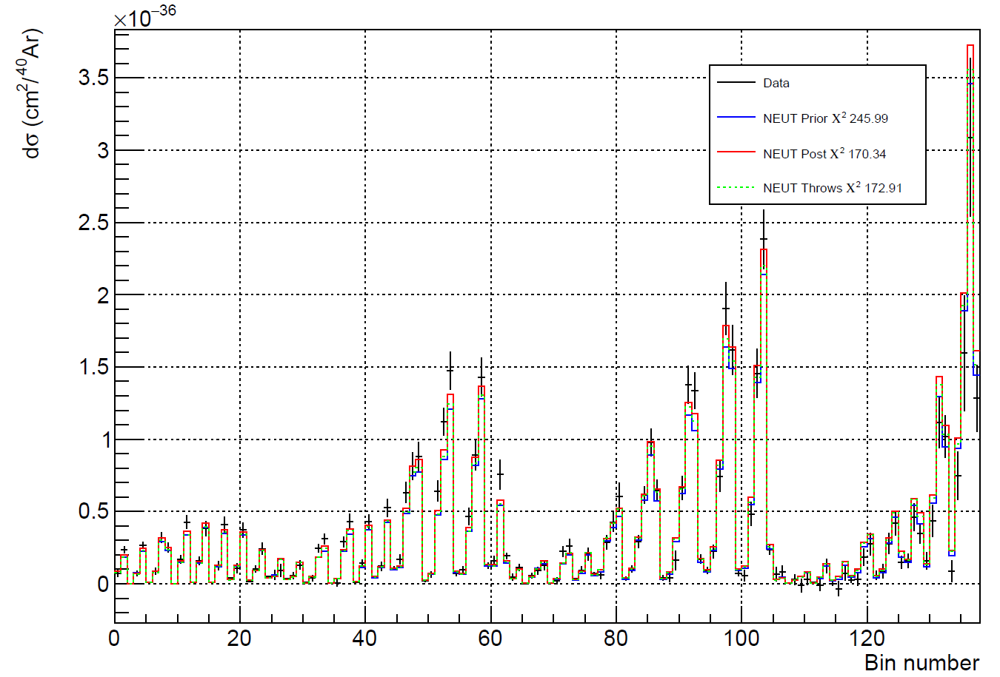 ×10⁻³⁶
dσ (cm²/⁴⁰Ar)
3.5
3
2.5
2
1.5
1
0.5
0
Data
NEUT Prior X² 245.99
NEUT Post X² 170.34
NEUT Throws X² 172.91
0 20 40 60 80 100 120
Bin number